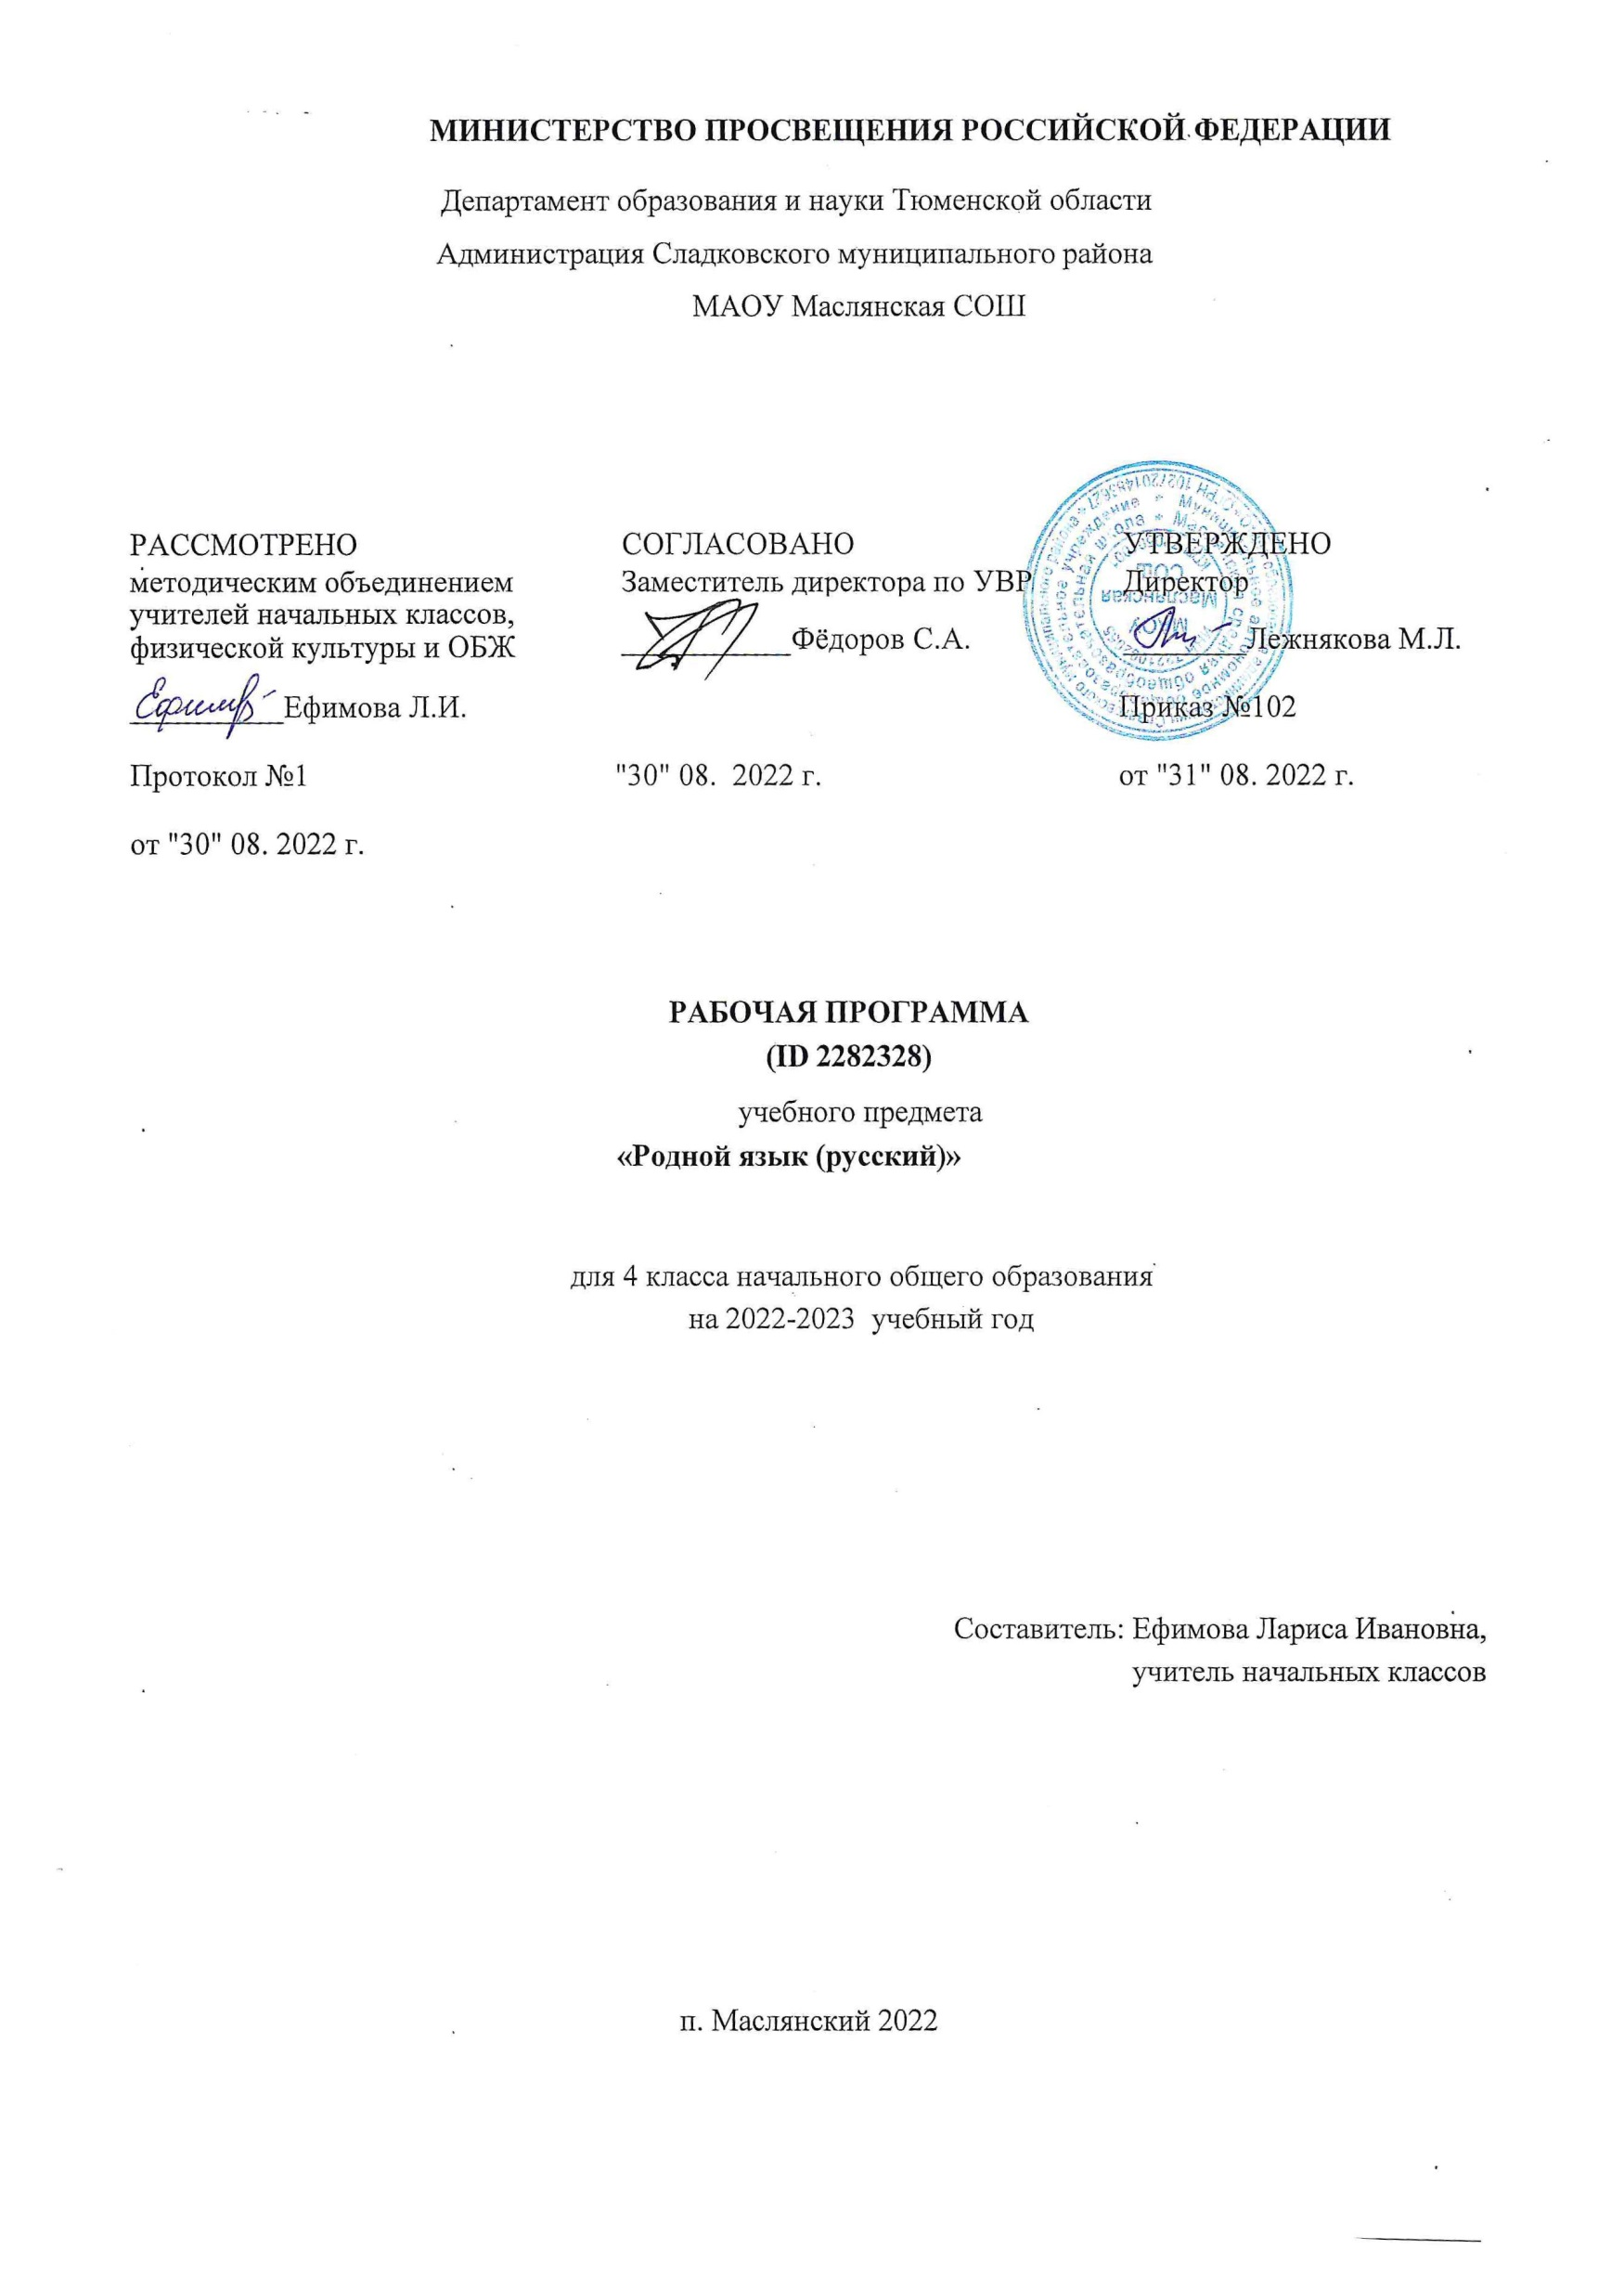 МИНИСТЕРСТВО ПРОСВЕЩЕНИЯ РОССИЙСКОЙ ФЕДЕРАЦИИ
Департамент образования и науки Тюменской области
Администрация Сладковского муниципального района
МАОУ Маслянская СОШ
РАССМОТРЕНО
методическим объединением
учителей начальных классов,
физической культуры и ОБЖ
Ефимова Л.И.
Протокол №1
от "30" 08. 2022 г.
СОГЛАСОВАНО
Заместитель директора по УВР
Фёдоров С.А.
"30" 08.  2022 г.
УТВЕРЖДЕНО
Директор
Лежнякова М.Л.
Приказ №102
от "31" 08. 2022 г.
РАБОЧАЯ ПРОГРАММА
(ID 2282328)
учебного предмета
«Родной язык (русский)»
для 4 класса начального общего образования
на 2022-2023  учебный год
Составитель: Ефимова Лариса Ивановна,
учитель начальных классов
п. Маслянский 2022